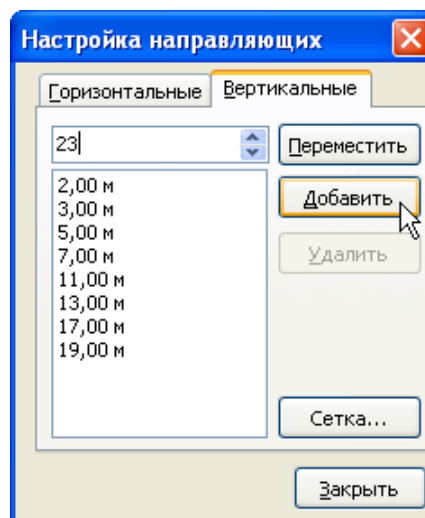 Настройка направляющих
Горизонтальные Вертикальные
23 Переместить
2,00 м
3,00 м
5,00 м
7,00 м
11,00 м
13,00 м
17,00 м
19,00 м
Добавить
Удалить
Сетка...
Закрыть